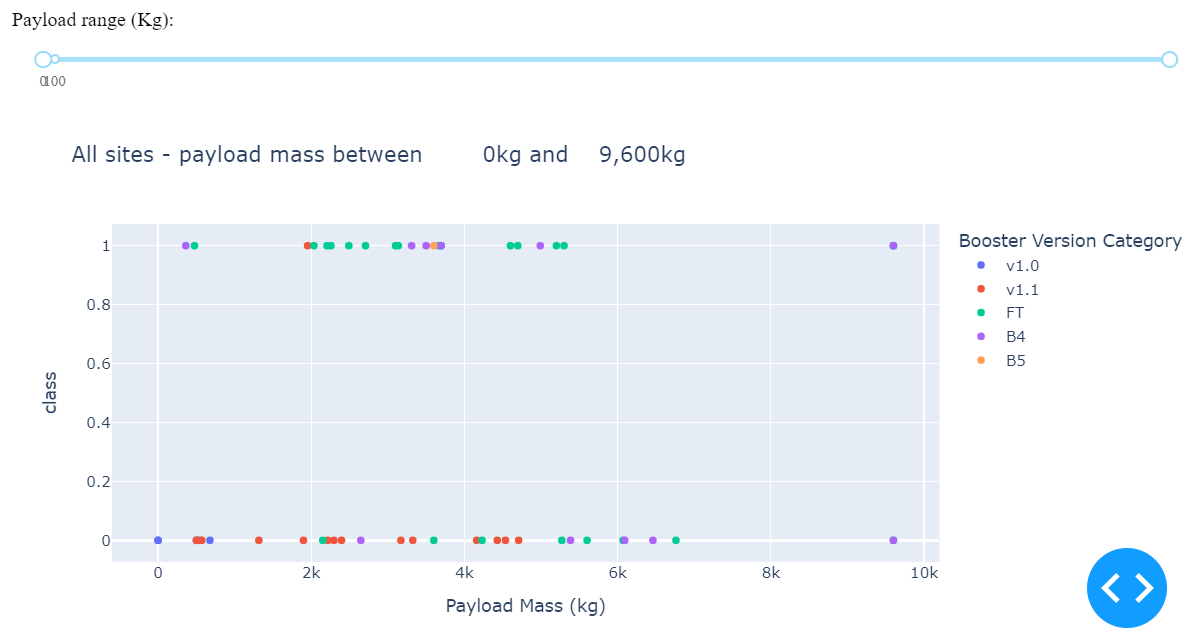 Payload range (Kg):
0 100
All sites - payload mass between 0kg and 9,600kg
1
0.8
0.6
0.4
0.2
0
class
0 2k 4k 6k 8k 10k
Payload Mass (kg)
Booster Version Category
v1.0
v1.1
FT
B4
B5